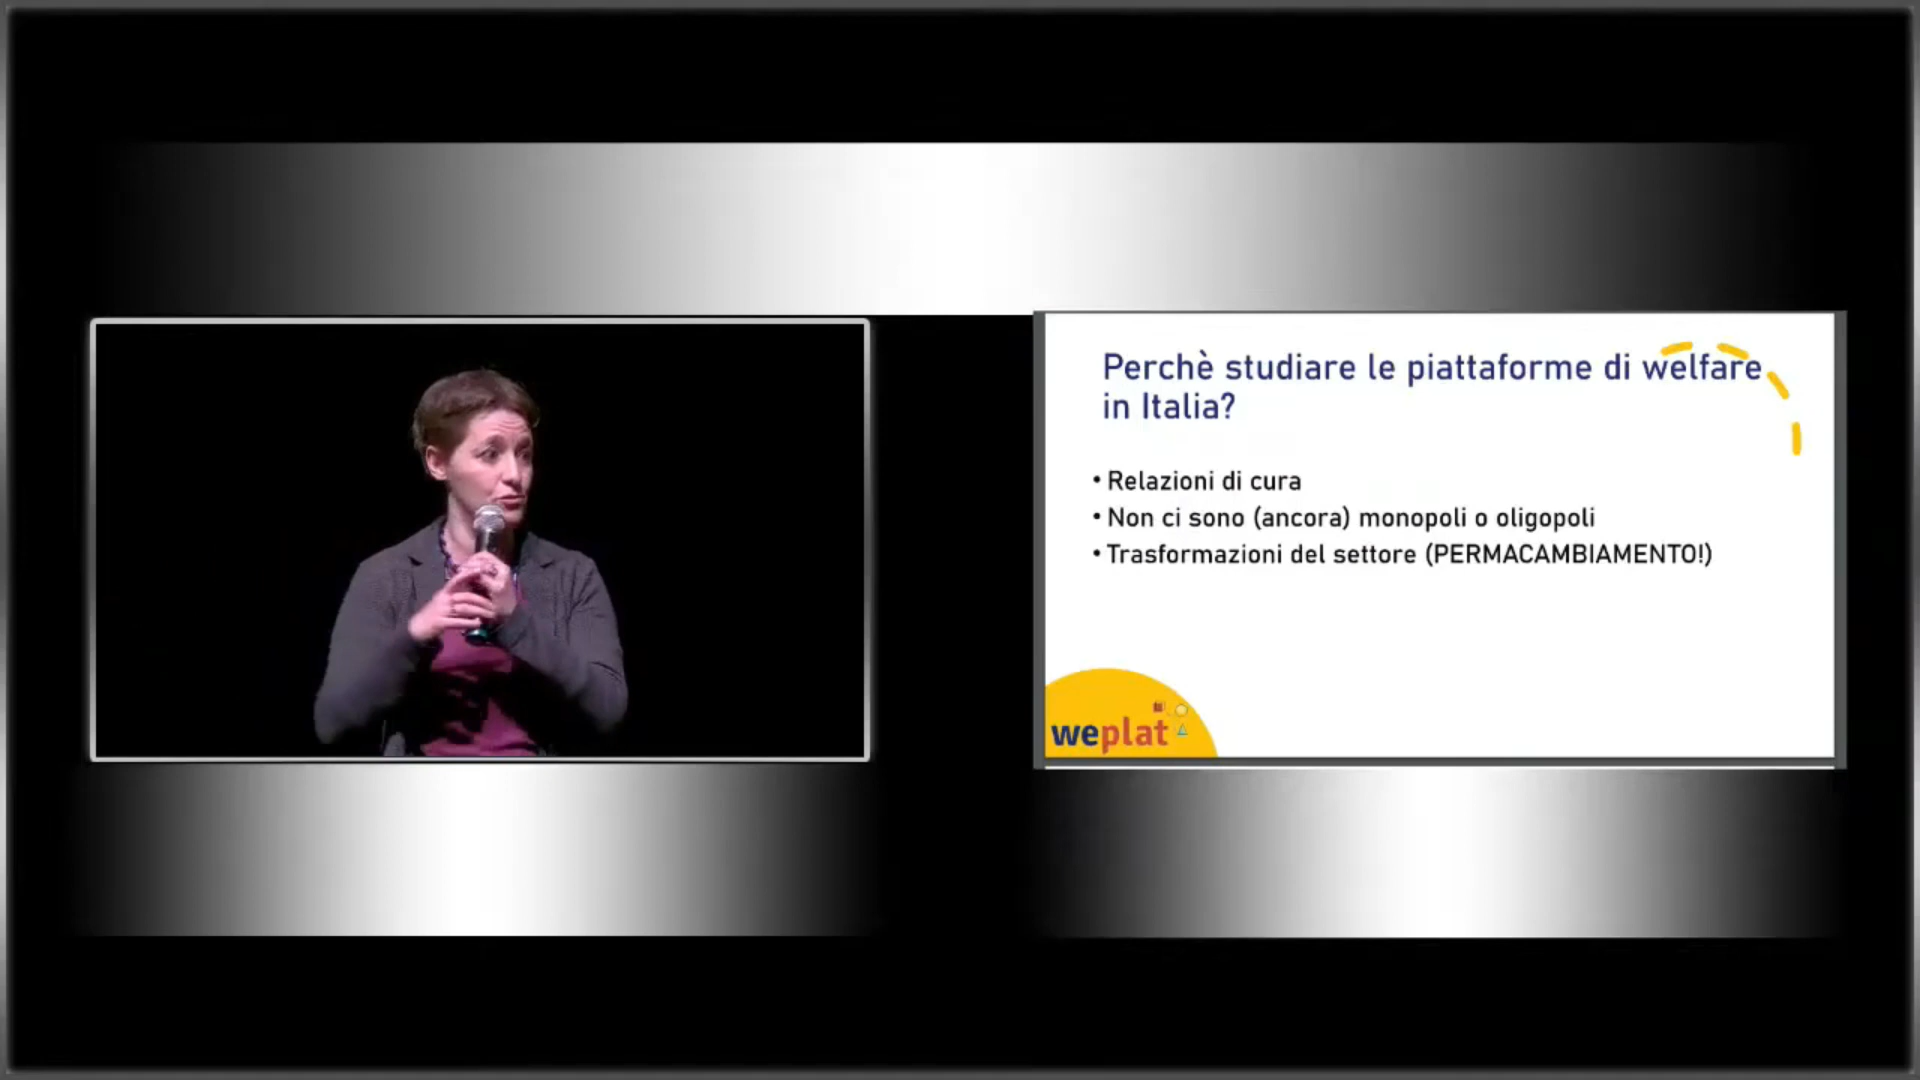 Perchè studiare le piattaforme di welfare
in Italia?
• Relazioni di cura
• Non ci sono (ancora) monopoli o oligopoli
• Trasformazioni del settore (PERMACAMBIAMENTO!)
weplat